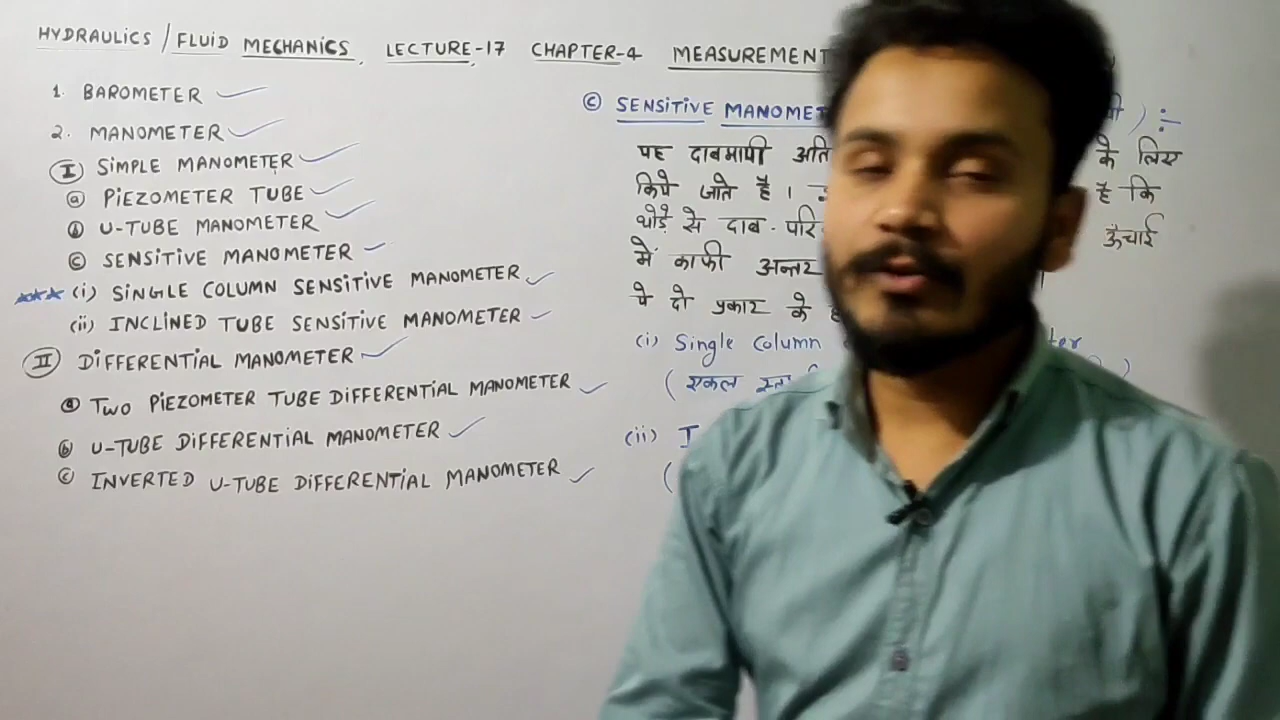 HYDRAULICS / FLUID MECHANICS, LECTURE-17 CHAPTER-4 MEASUREMENT
1. BAROMETER
2. MANOMETER
I SIMPLE MANOMETER
a PIEZOMETER TUBE
b U-TUBE MANOMETER
c SENSITIVE MANOMETER
*** (i) SINGLE COLUMN SENSITIVE MANOMETER
(ii) INCLINED TUBE SENSITIVE MANOMETER
II DIFFERENTIAL MANOMETER
a TWO PIEZOMETER TUBE DIFFERENTIAL MANOMETER
b U-TUBE DIFFERENTIAL MANOMETER
c INVERTED U-TUBE DIFFERENTIAL MANOMETER
c SENSITIVE MANOMET ) :-
यह दाबमापी अति के लिए
किये जाते है। है कि
थोड़े से दाब-परि ऊँचाई
में काफी अन्तर
ये दो प्रकार के
(i) Single Column
( एकल )
(ii) I
(